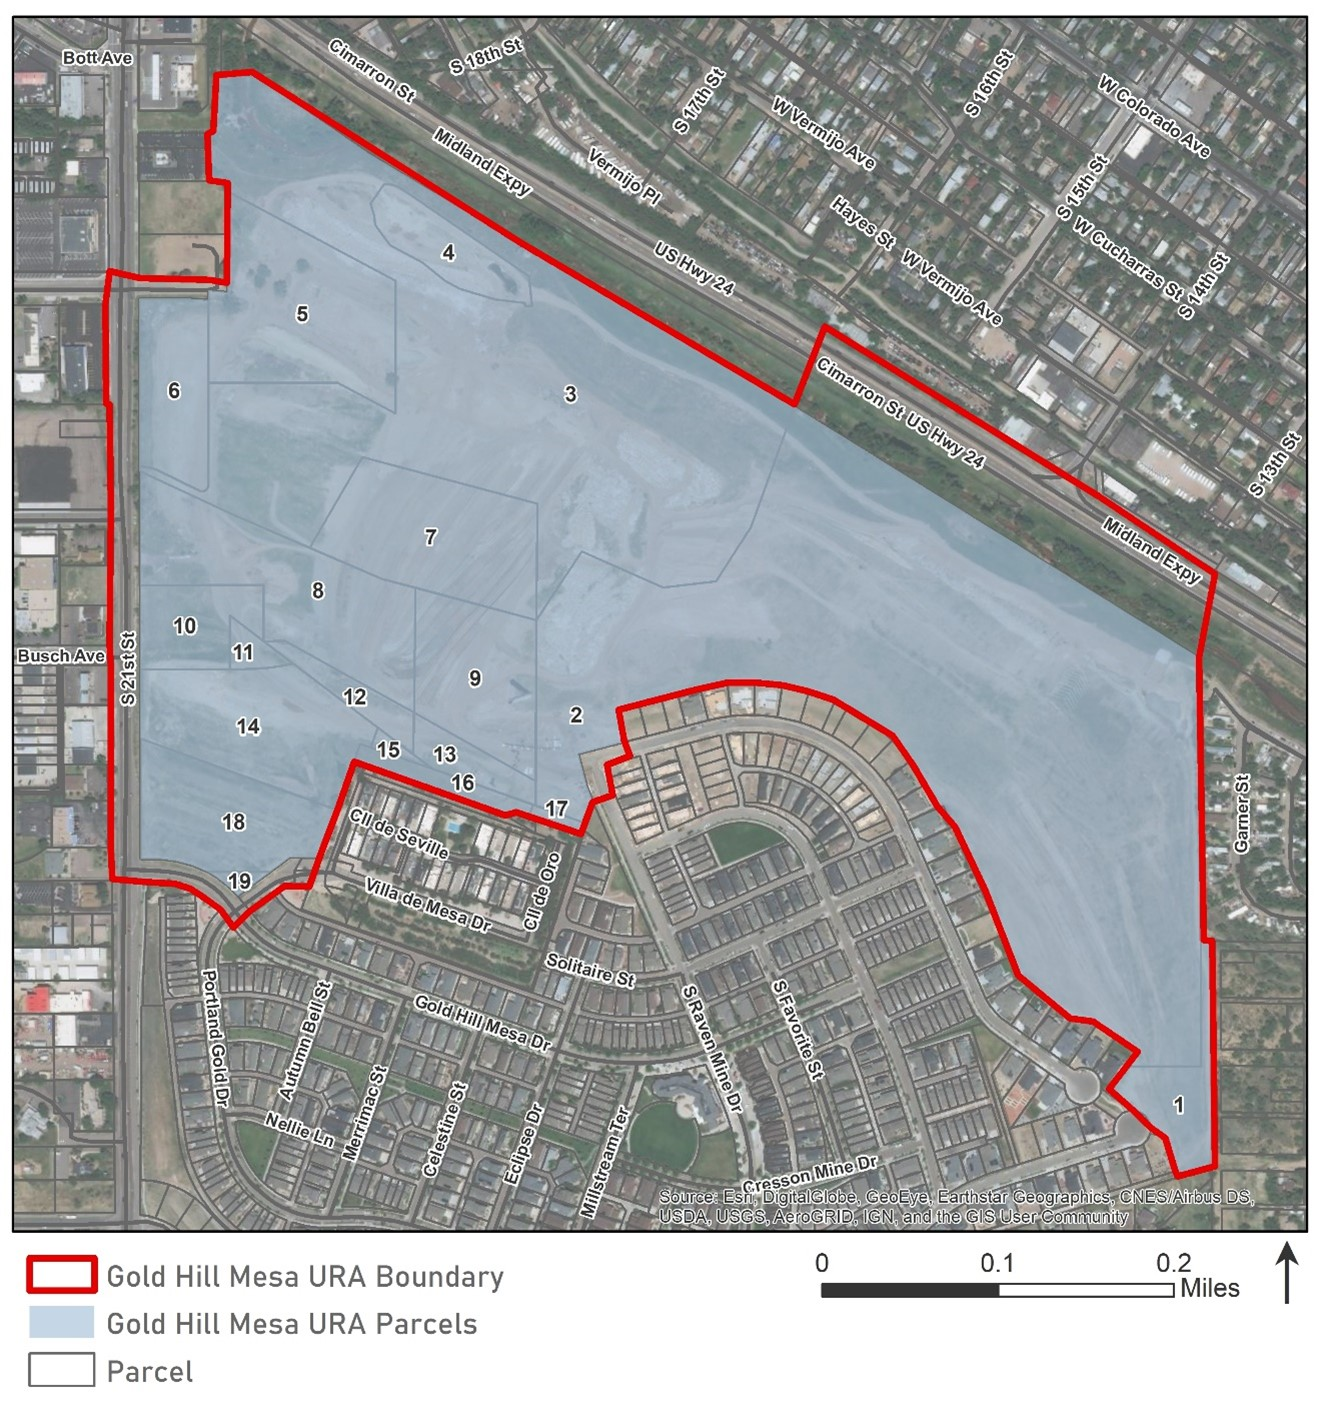 Bott Ave
Cimarron St
S 18th St
S 17th St
S 16th St
W Colorado Ave
W Vermijo Ave
Midland Expy
Vermijo Pl
S 15th St
Hayes St
W Vermijo Ave
W Cucharras St
S 14th St
US Hwy 24
4
5
6
3
Cimarron St US Hwy 24
S 13th St
7
Midland Expy
8
10
11
Busch Ave
S 21st St
9
12
2
14
15
13
16
17
18
Cll de Seville
Garner St
19
Villa de Mesa Dr
Cll de Oro
Solitaire St
Portland Gold Dr
Autumn Bell St
Gold Hill Mesa Dr
S Raven Mine Dr
S Favorite St
1
Nellie Ln
Merrimac St
Celestine St
Eclipse Dr
Millstream Ter
Cresson Mine Dr
Source: Esri, DigitalGlobe, GeoEye, Earthstar Geographics, CNES/Airbus DS,
USDA, USGS, AeroGRID, IGN, and the GIS User Community
Gold Hill Mesa URA Boundary
Gold Hill Mesa URA Parcels
Parcel
0 0.1 0.2
Miles